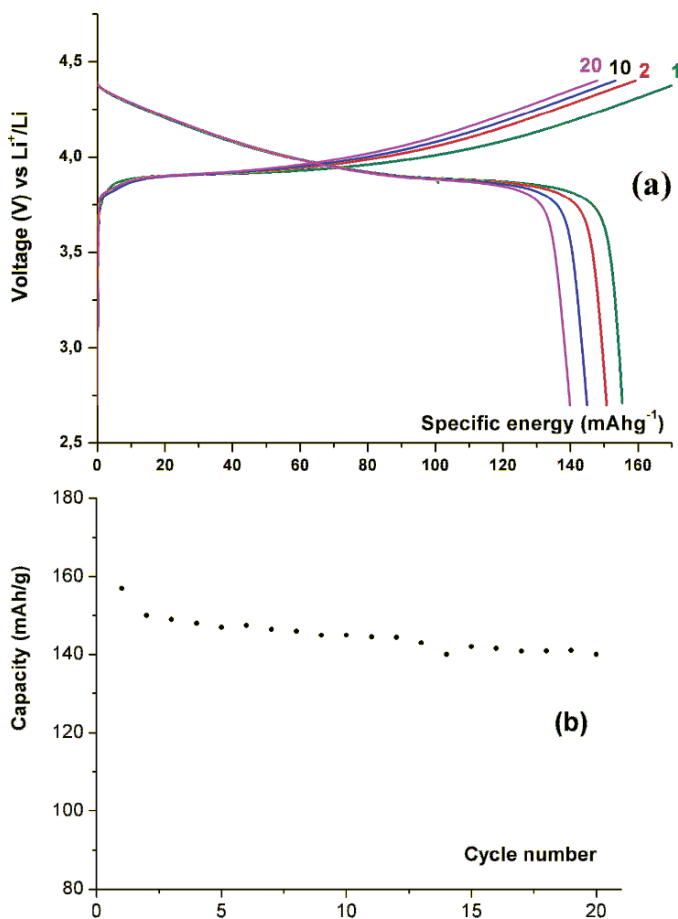 4,5
4,0
3,5
3,0
2,5
Voltage (V) vs Li⁺/Li
20 10 2 1
(a)
Specific energy (mAhg⁻¹)
0 20 40 60 80 100 120 140 160
180
160
140
120
100
80
Capacity (mAh/g)
(b)
Cycle number
0 5 10 15 20